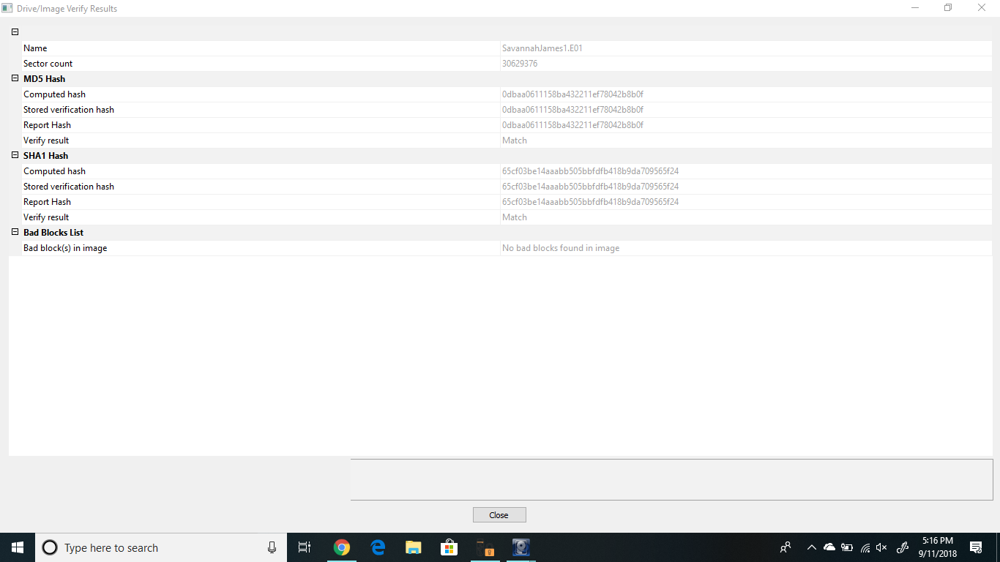 Drive/Image Verify Results
Name SavannahJames1.E01
Sector count 30629376
MD5 Hash
Computed hash 0dbaa0611158ba432211ef78042b8b0f
Stored verification hash 0dbaa0611158ba432211ef78042b8b0f
Report Hash 0dbaa0611158ba432211ef78042b8b0f
Verify result Match
SHA1 Hash
Computed hash 65cf03be14aaabb505bbfdfb418b9da709565f24
Stored verification hash 65cf03be14aaabb505bbfdfb418b9da709565f24
Report Hash 65cf03be14aaabb505bbfdfb418b9da709565f24
Verify result Match
Bad Blocks List
Bad block(s) in image No bad blocks found in image
Close
Type here to search
5:16 PM
9/11/2018